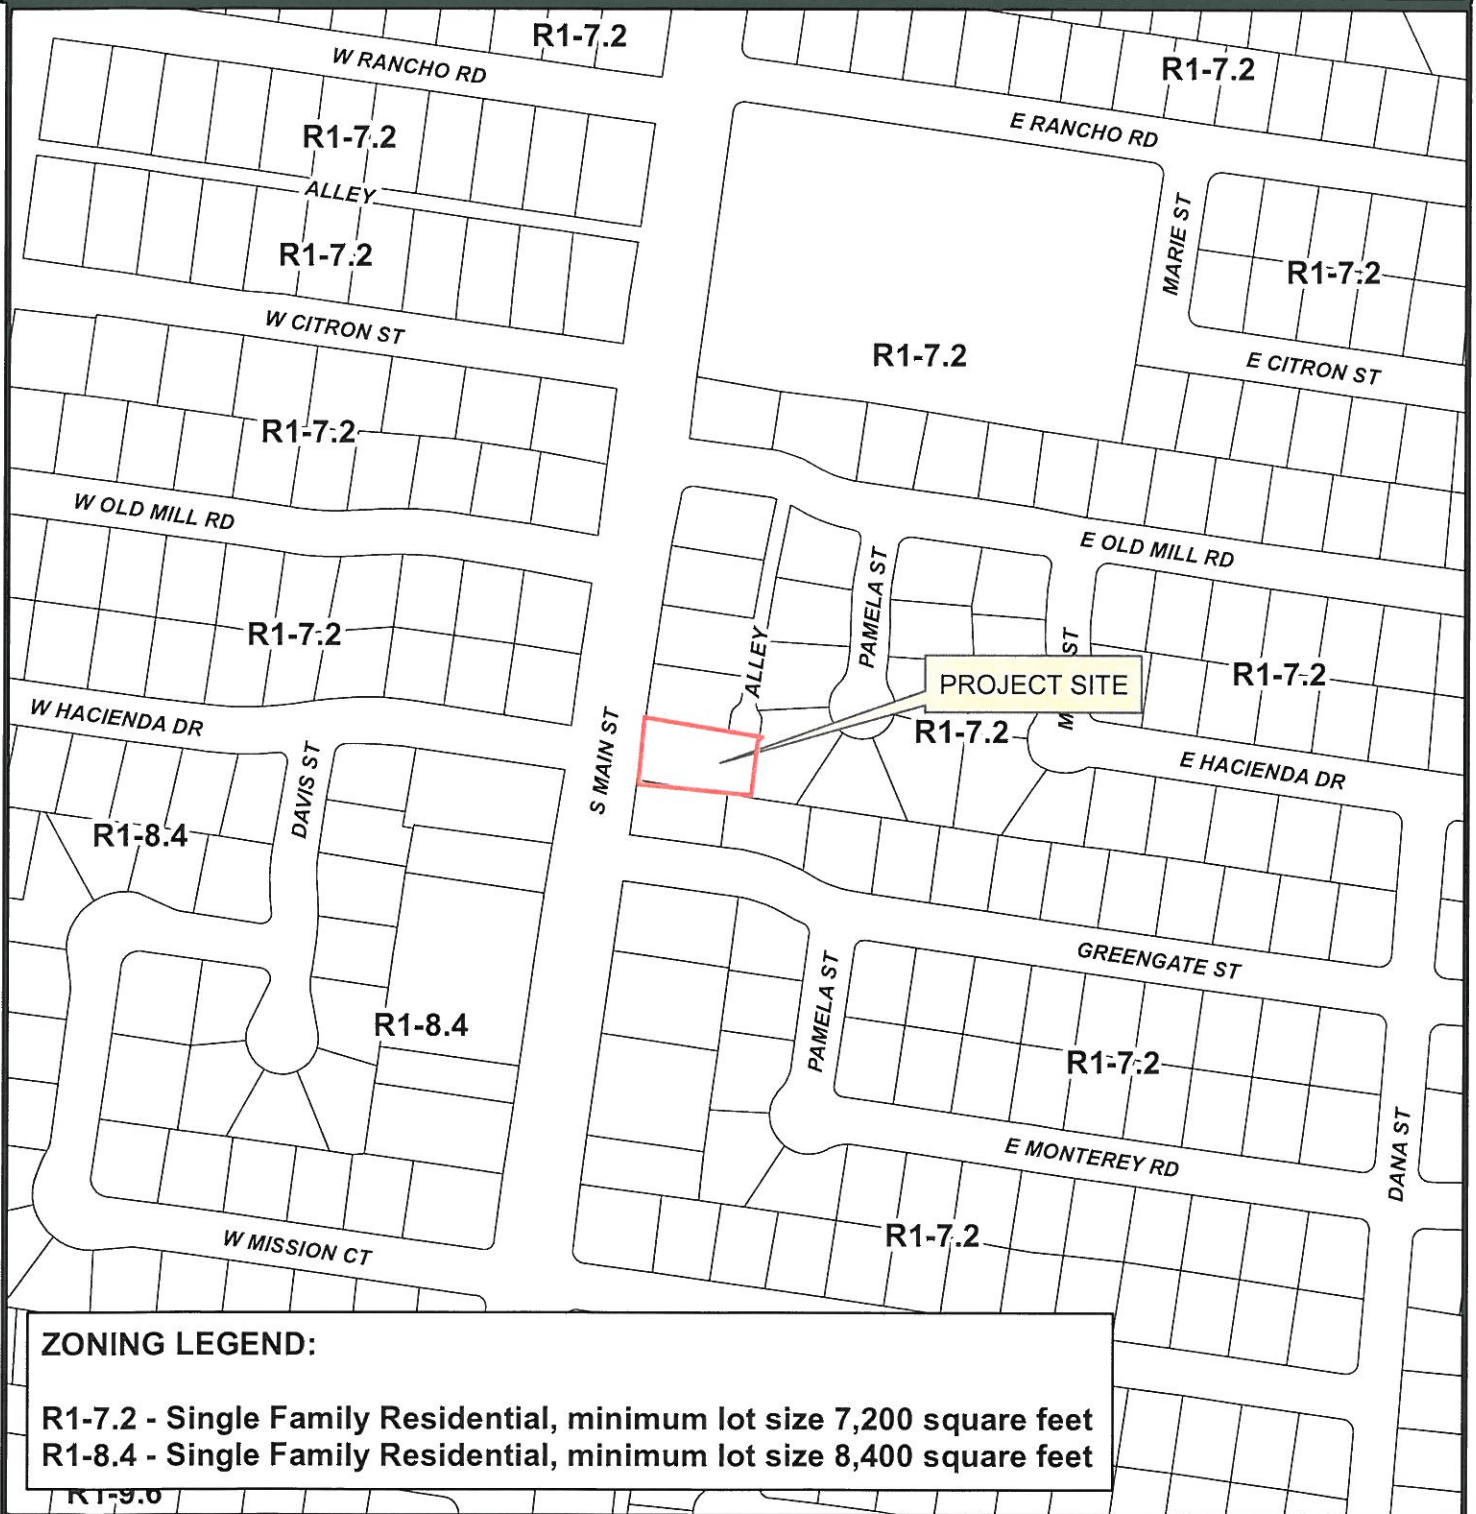 R1-7.2
W RANCHO RD
R1-7.2
E RANCHO RD
R1-7.2
ALLEY
MARIE ST
R1-7.2
R1-7.2
W CITRON ST
R1-7.2
E CITRON ST
R1-7.2
W OLD MILL RD
E OLD MILL RD
PAMELA ST
R1-7.2
ALLEY
ST
R1-7.2
PROJECT SITE
M
W HACIENDA DR
R1-7.2
S MAIN ST
E HACIENDA DR
DAVIS ST
R1-8.4
GREENGATE ST
PAMELA ST
R1-8.4
R1-7.2
E MONTEREY RD
DANA ST
R1-7.2
W MISSION CT
ZONING LEGEND:
R1-7.2 - Single Family Residential, minimum lot size 7,200 square feet
R1-8.4 - Single Family Residential, minimum lot size 8,400 square feet
R1-9.6